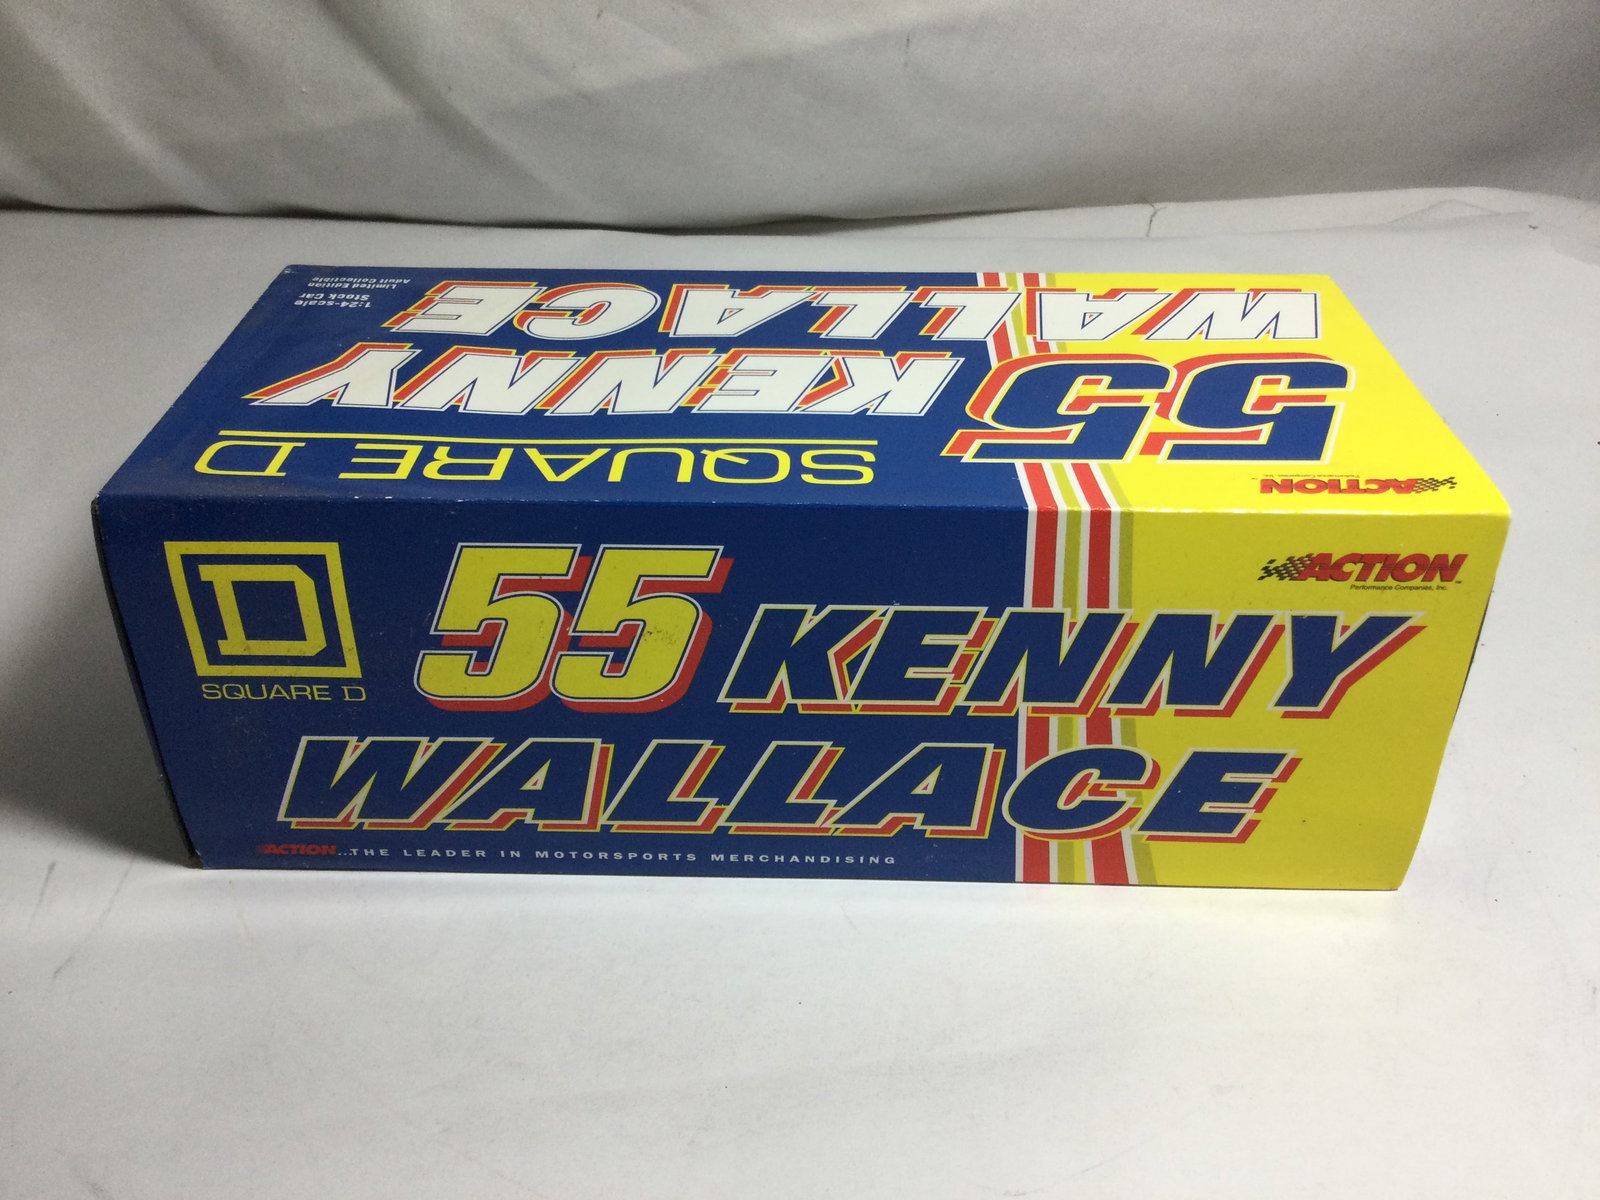 ACTION
Performance Companies, Inc.
55
SQUARE D
KENNY
WALLACE
1:24-scale
Stock Car
Limited Edition
Adult Collectible
D
SQUARE D
55 KENNY
WALLACE
ACTION
Performance Companies, Inc.
ACTION...THE LEADER IN MOTORSPORTS MERCHANDISING